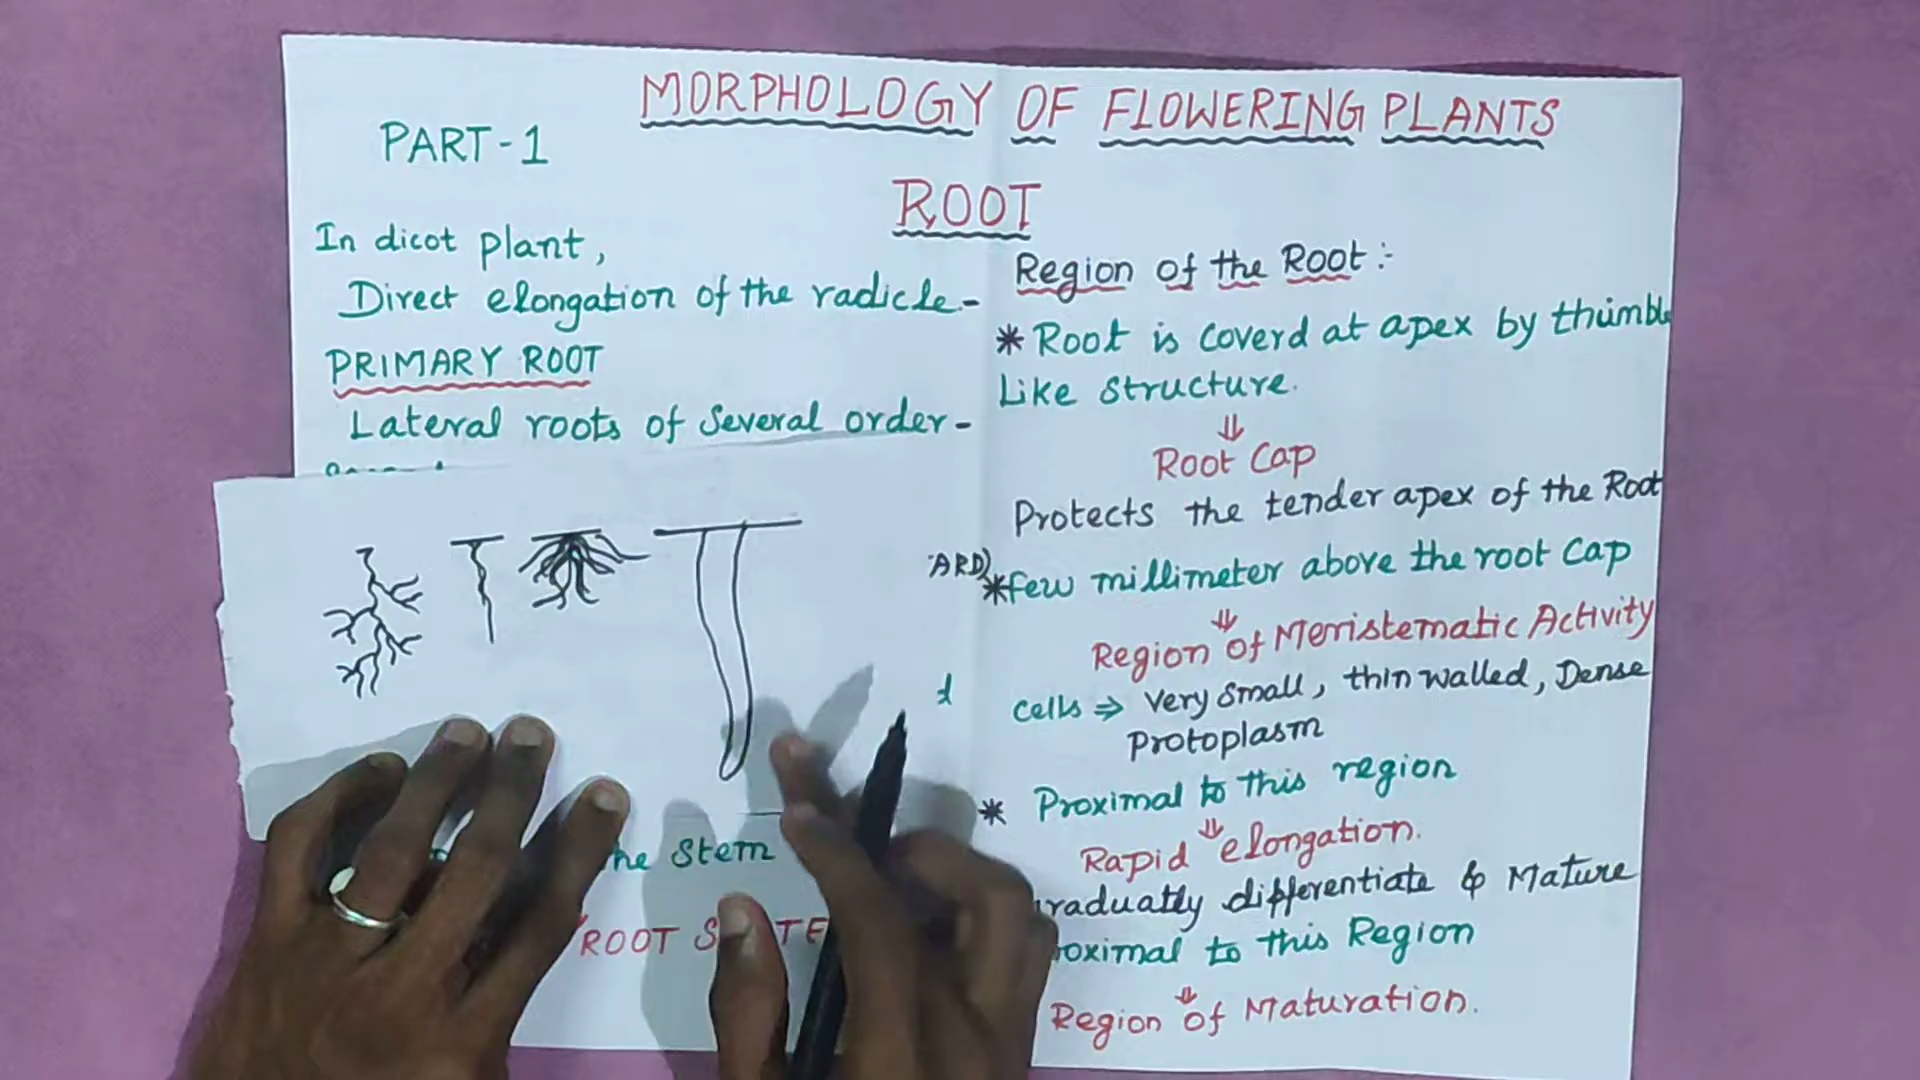 MORPHOLOGY OF FLOWERING PLANTS
PART-1
ROOT
In dicot plant,
Direct elongation of the radicle-
PRIMARY ROOT
Lateral roots of several order-
the Stem
ROOT
Region of the Root:-
* Root is coverd at apex by thimble
Like structure.
⇓
Root Cap
Protects the tender apex of the Root
*few millimeter above the root cap
⇓
Region of Merristematic Activity
cells ⇒ very small, thin walled, Dense
Protoplasm
* Proximal to this region
⇓
Rapid elongation.
raduatly differentiate & Mature
oximal to this Region
⇓
Region of Maturation.